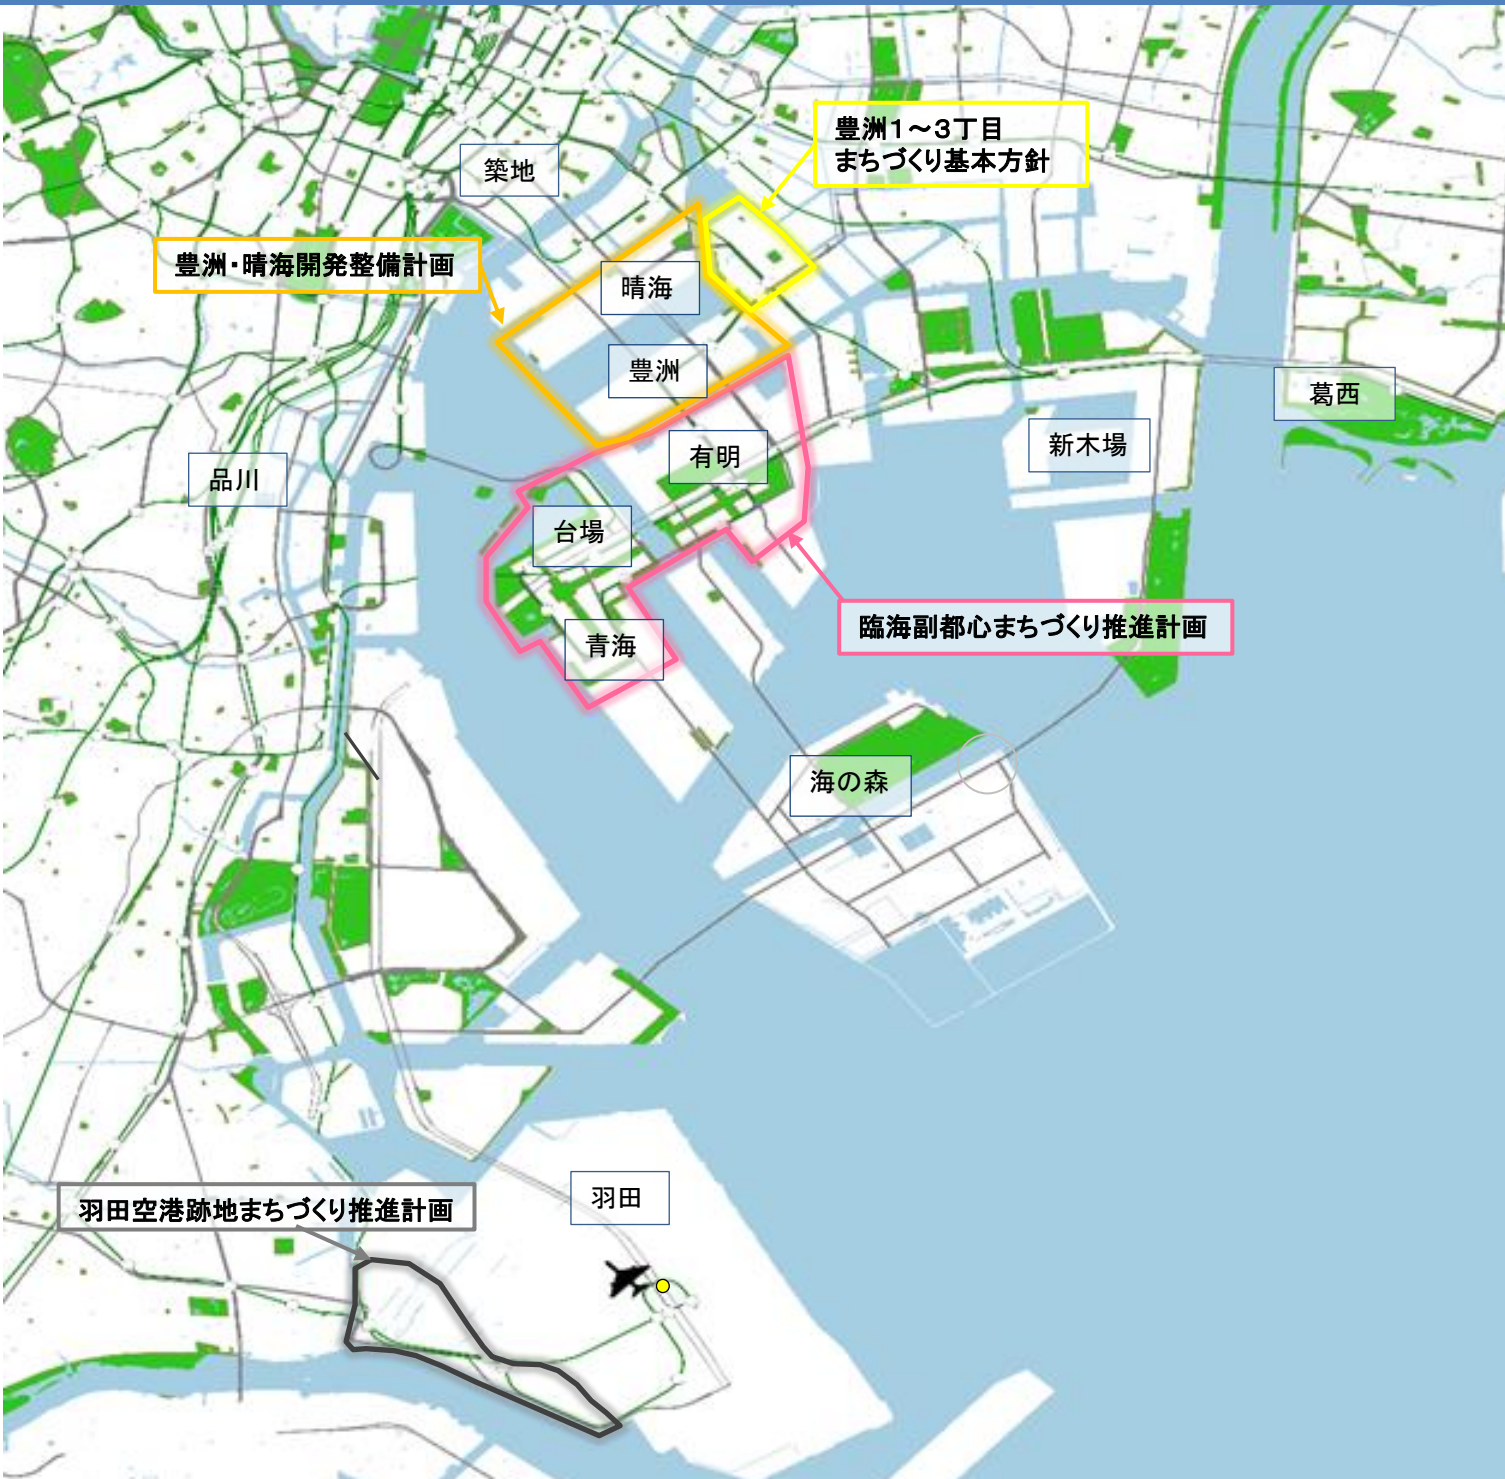 豊洲1～3丁目
まちづくり基本方針
築地
豊洲・晴海開発整備計画
晴海
豊洲
葛西
有明
新木場
品川
台場
臨海副都心まちづくり推進計画
青海
海の森
羽田
羽田空港跡地まちづくり推進計画